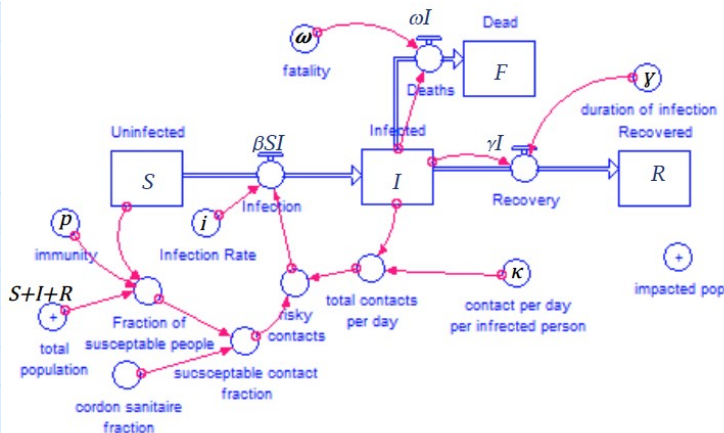 ωI
Dead
ω
fatality
F
Deaths
γ
duration of infection
Uninfected
βSI
Infected
γI
Recovered
S
I
R
Infection
Recovery
p
immunity
i
Infection Rate
S+I+R
+
total
population
Fraction of
susceptable people
risky
contacts
total contacts
per day
κ
contact per day
per infrected person
+
impacted pop
sucsceptable contact
fraction
cordon sanitaire
fraction